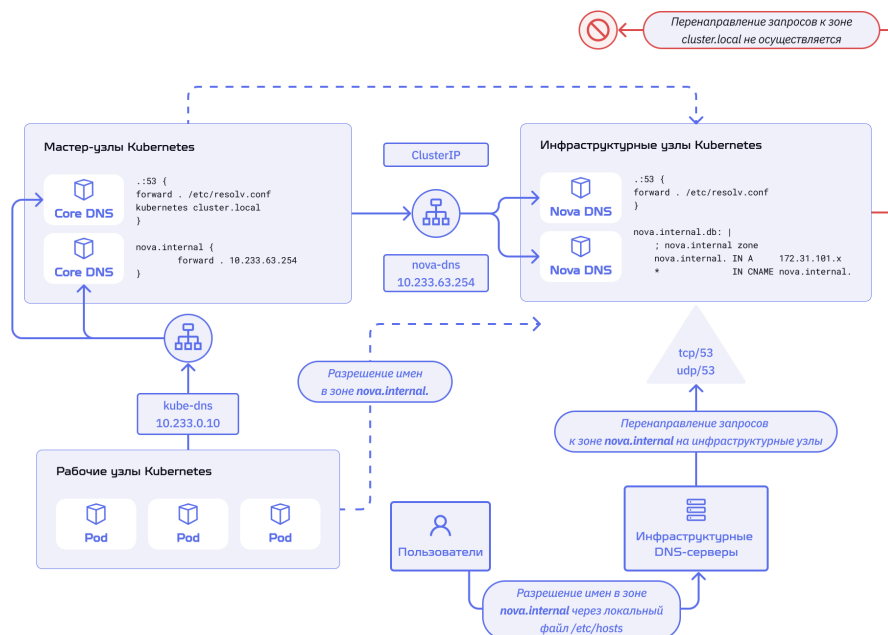 Перенаправление запросов к зоне
cluster.local не осуществляется
Мастер-узлы Kubernetes
Core DNS
.:53 {
forward . /etc/resolv.conf
kubernetes cluster.local
}
Core DNS
nova.internal {
forward . 10.233.63.254
}
ClusterIP
nova-dns
10.233.63.254
Инфраструктурные узлы Kubernetes
Nova DNS
.:53 {
forward . /etc/resolv.conf
}
Nova DNS
nova.internal.db: |
; nova.internal zone
nova.internal. IN A 172.31.101.x
* IN CNAME nova.internal.
kube-dns
10.233.0.10
Разрешение имен
в зоне nova.internal.
tcp/53
udp/53
Перенаправление запросов
к зоне nova.internal на инфраструктурные узлы
Рабочие узлы Kubernetes
Pod
Pod
Pod
Пользователи
Инфраструктурные
DNS-серверы
Разрешение имен в зоне
nova.internal через локальный
файл /etc/hosts